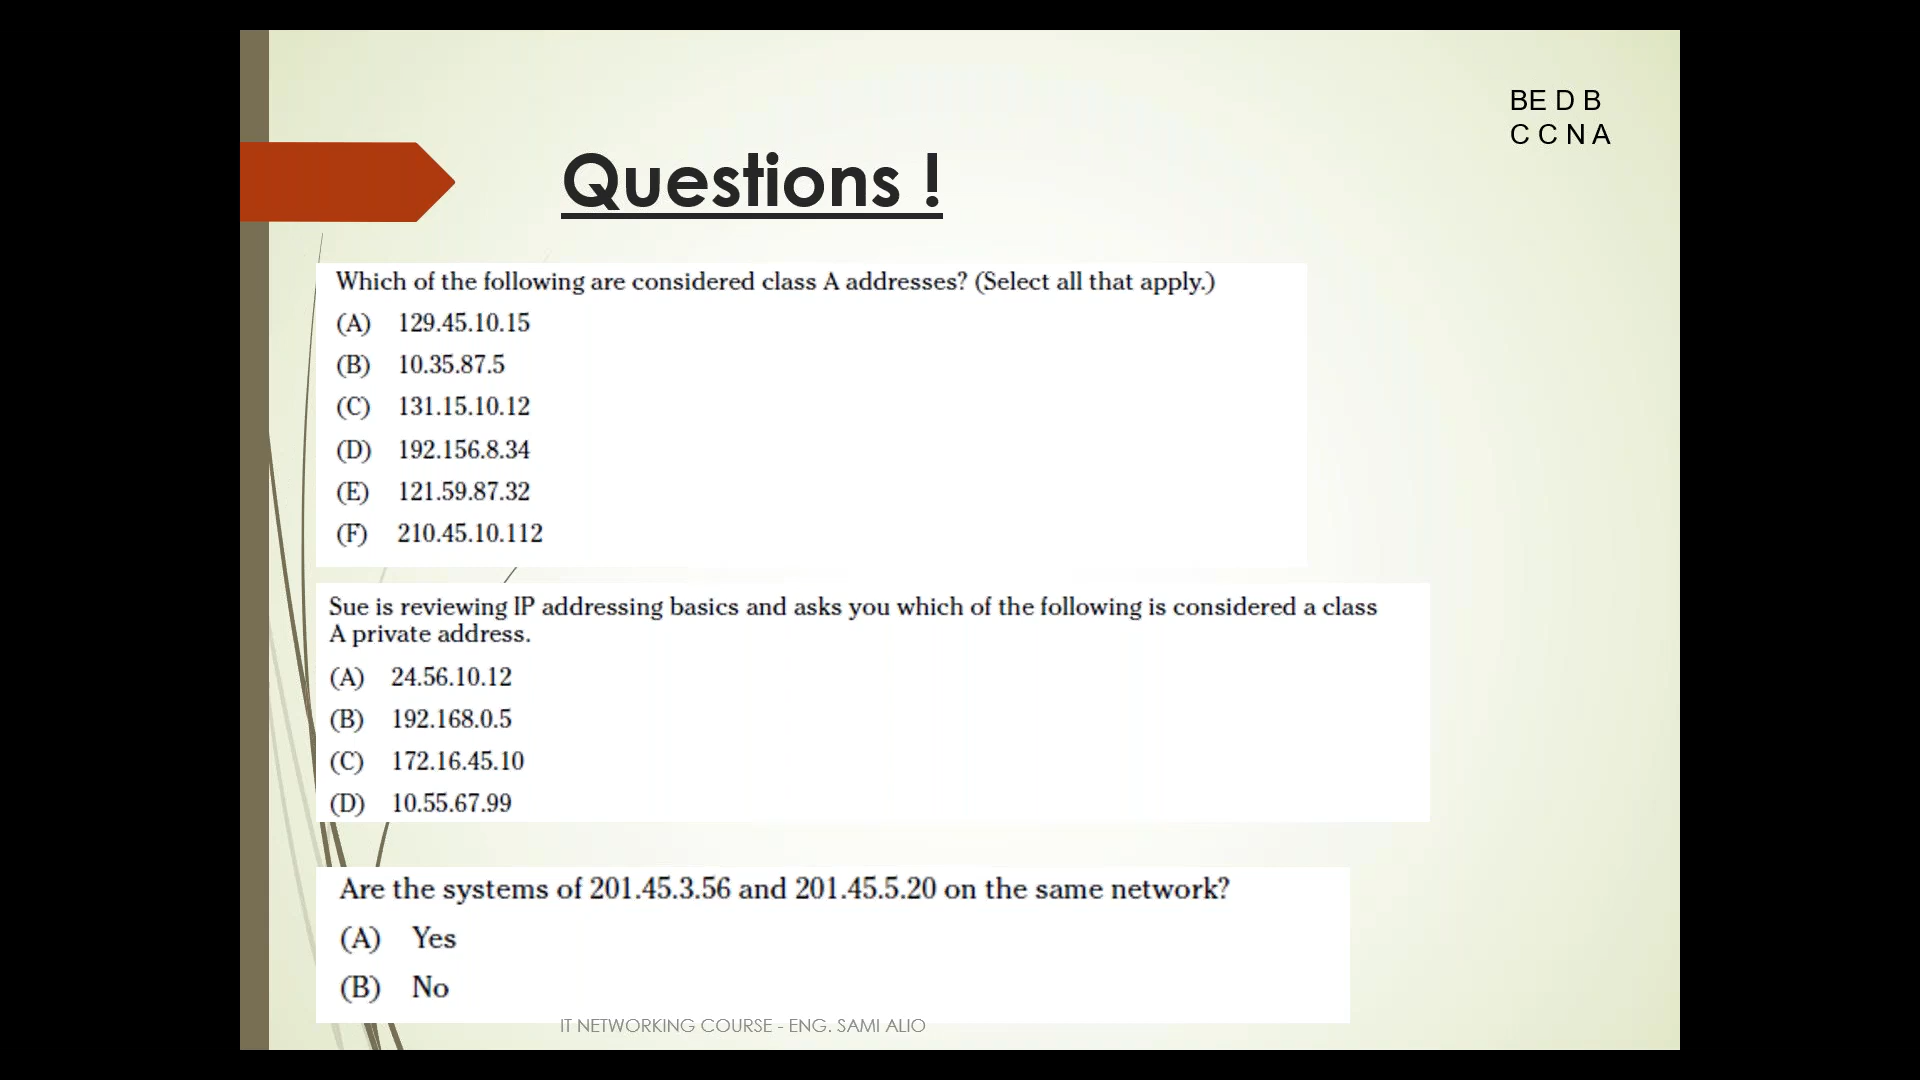 BE D B
C C N A
Questions !
Which of the following are considered class A addresses? (Select all that apply.)
(A) 129.45.10.15
(B) 10.35.87.5
(C) 131.15.10.12
(D) 192.156.8.34
(E) 121.59.87.32
(F) 210.45.10.112
Sue is reviewing IP addressing basics and asks you which of the following is considered a class
A private address.
(A) 24.56.10.12
(B) 192.168.0.5
(C) 172.16.45.10
(D) 10.55.67.99
Are the systems of 201.45.3.56 and 201.45.5.20 on the same network?
(A) Yes
(B) No
IT NETWORKING COURSE - ENG. SAMI ALIO